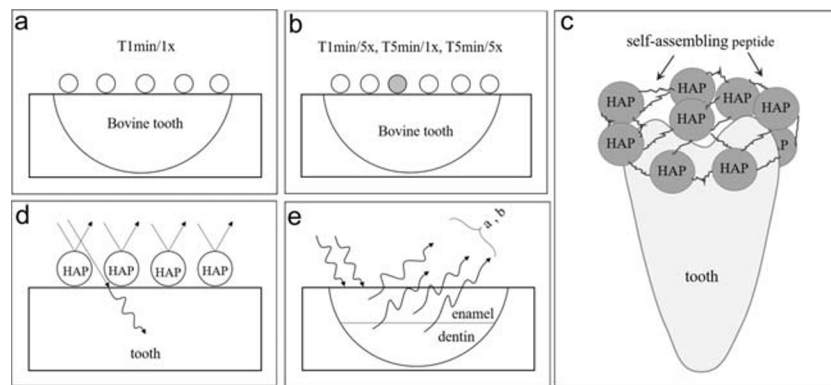 a
T1min/1x
Bovine tooth
b
T1min/5x, T5min/1x, T5min/5x
Bovine tooth
c
self-assembling peptide
HAP
HAP
HAP
HAP
HAP
HAP
HAP
AP
HAP
HAP
tooth
d
HAP
HAP
HAP
HAP
tooth
e
a, b
enamel
dentin